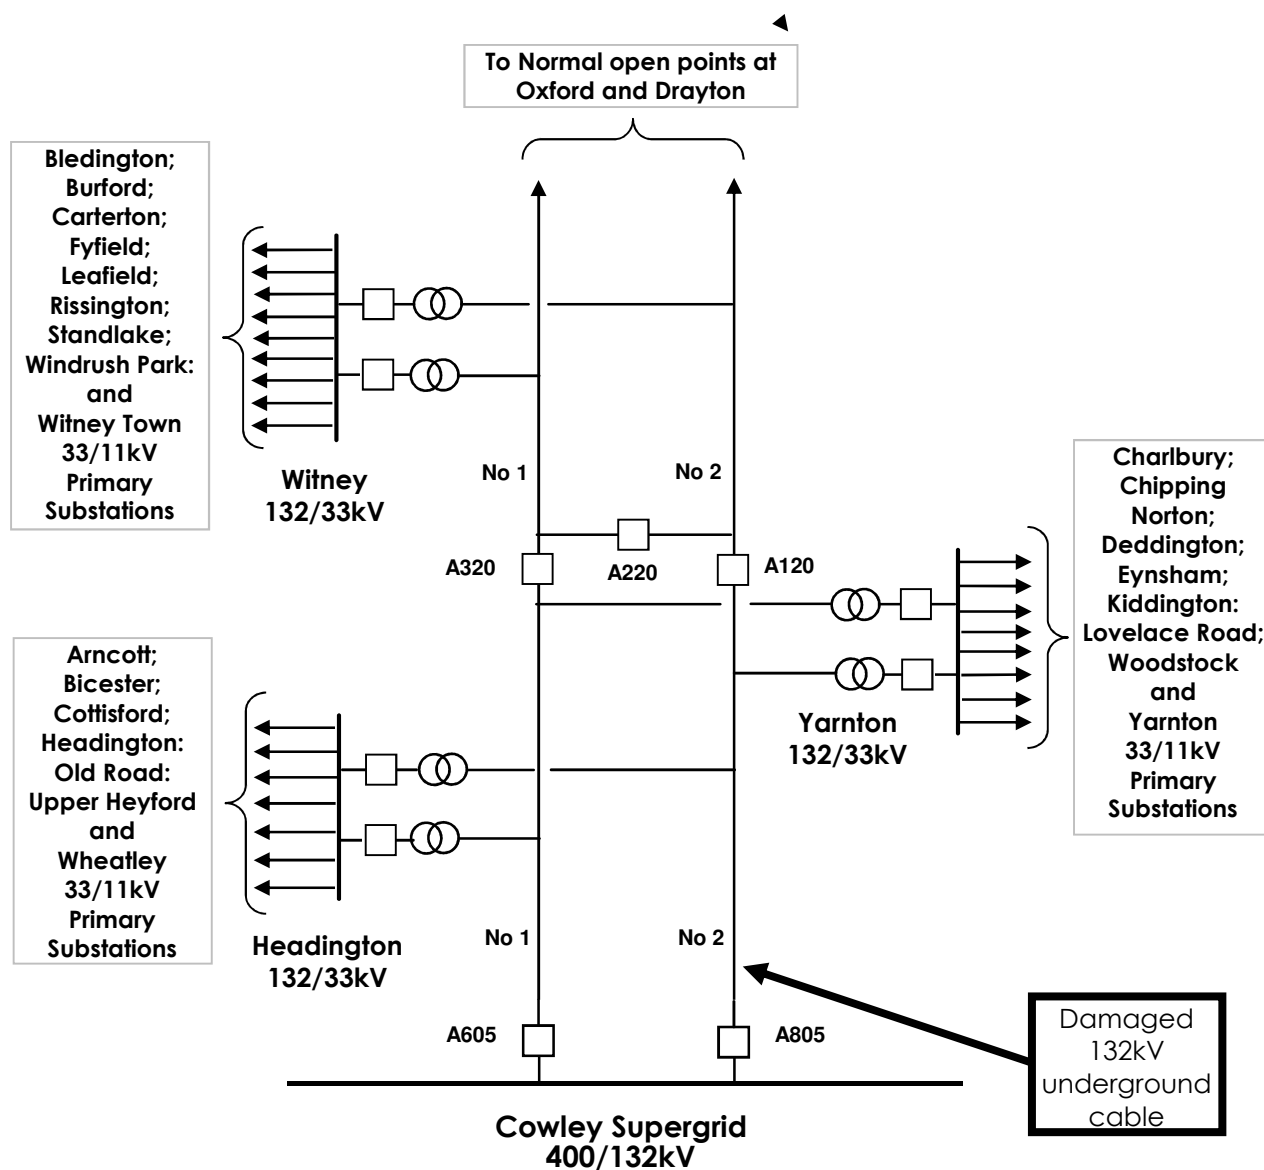 To Normal open points at
Oxford and Drayton
Bledington;
Burford;
Carterton;
Fyfield;
Leafield;
Rissington;
Standlake;
Windrush Park:
and
Witney Town
33/11kV
Primary
Substations
Witney
132/33kV
No 1
No 2
A320
A220
A120
Charlbury;
Chipping
Norton;
Deddington;
Eynsham;
Kiddington:
Lovelace Road;
Woodstock
and
Yarnton
33/11kV
Primary
Substations
Yarnton
132/33kV
Arncott;
Bicester;
Cottisford;
Headington:
Old Road:
Upper Heyford
and
Wheatley
33/11kV
Primary
Substations
Headington
132/33kV
No 1
No 2
A605
A805
Damaged
132kV
underground
cable
Cowley Supergrid
400/132kV